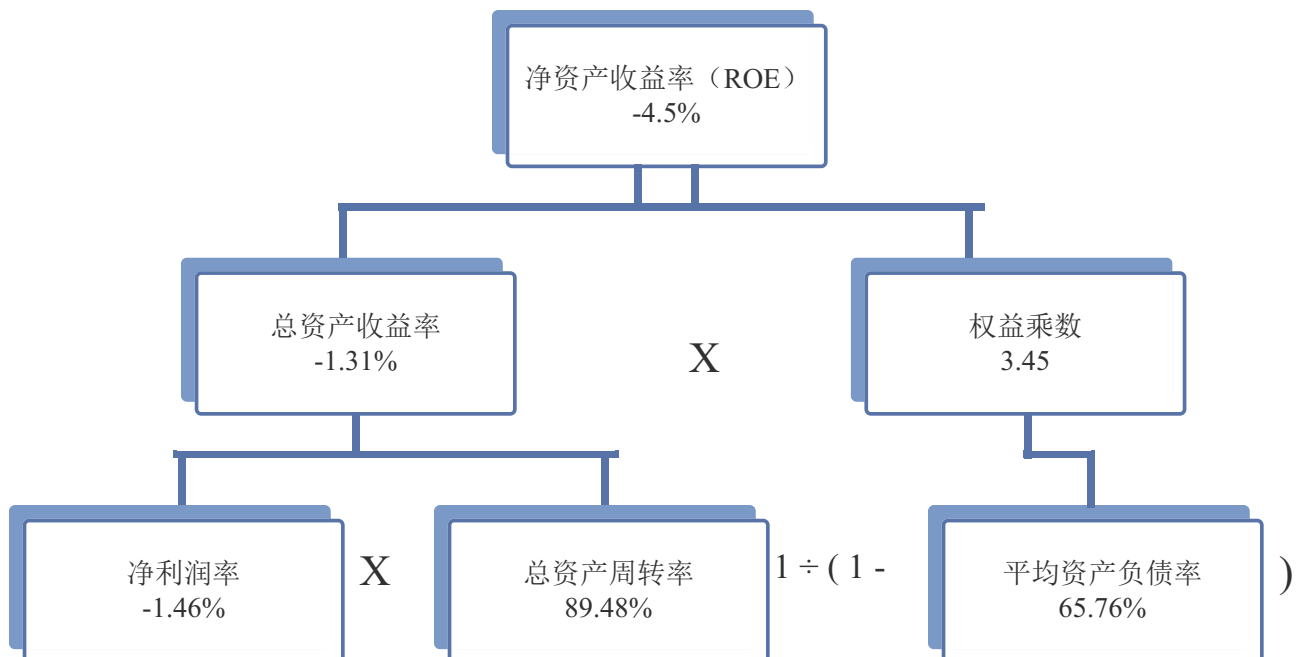 净资产收益率（ROE）
-4.5%
总资产收益率
-1.31%
X
权益乘数
3.45
净利润率
-1.46%
X
总资产周转率
89.48%
1 ÷ ( 1 -
平均资产负债率
65.76%
)